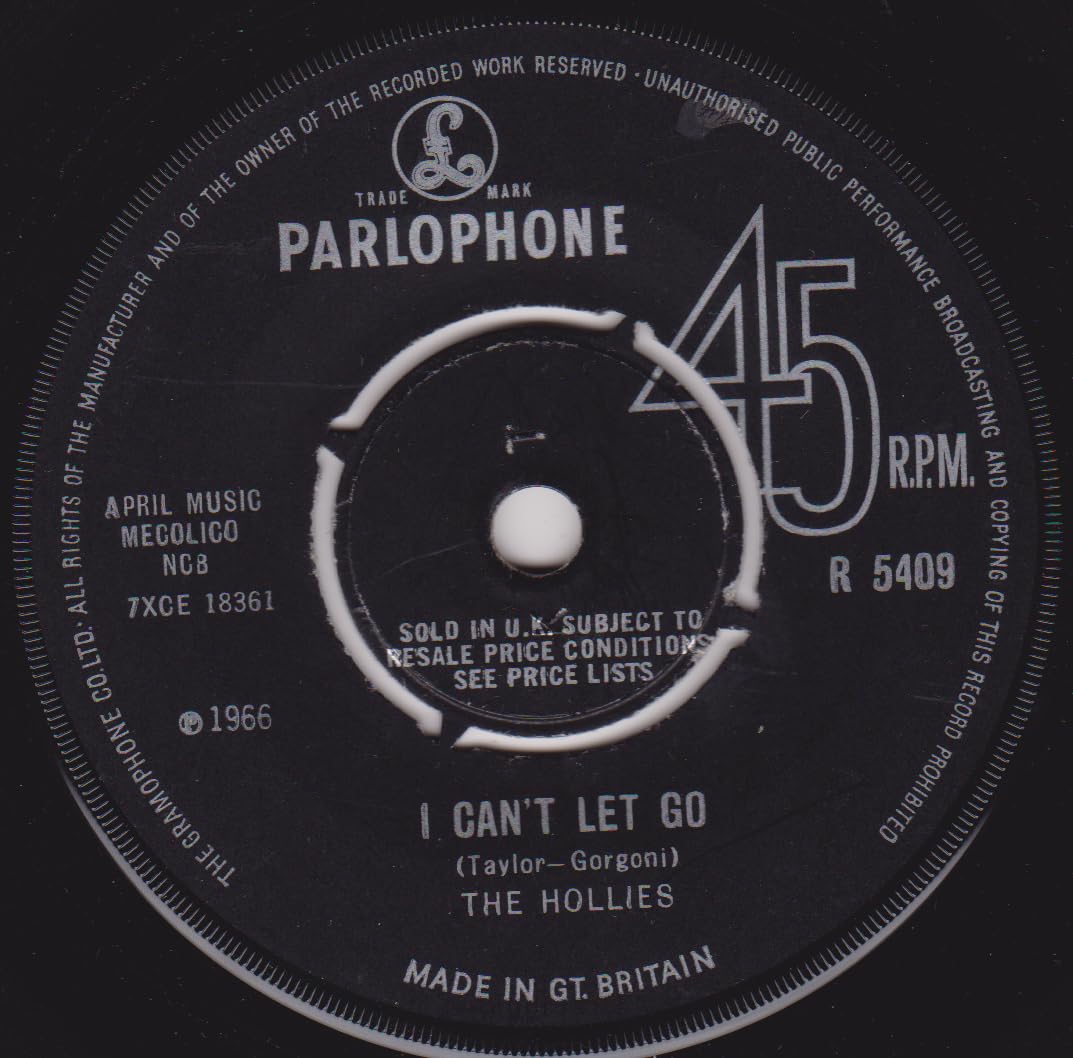 THE GRAMOPHONE CO. LTD. · ALL RIGHTS OF THE MANUFACTURER AND OF THE OWNER OF THE RECORDED WORK RESERVED · UNAUTHORISED PUBLIC PERFORMANCE BROADCASTING AND COPYING OF THIS RECORD PROHIBITED
£
TRADE MARK
PARLOPHONE
45
R.P.M.
R 5409
APRIL MUSIC
MECOLICO
NCB
7XCE 18361
℗ 1966
1
SOLD IN U.K. SUBJECT TO
RESALE PRICE CONDITIONS
SEE PRICE LISTS
I CAN'T LET GO
(Taylor—Gorgoni)
THE HOLLIES
MADE IN GT. BRITAIN